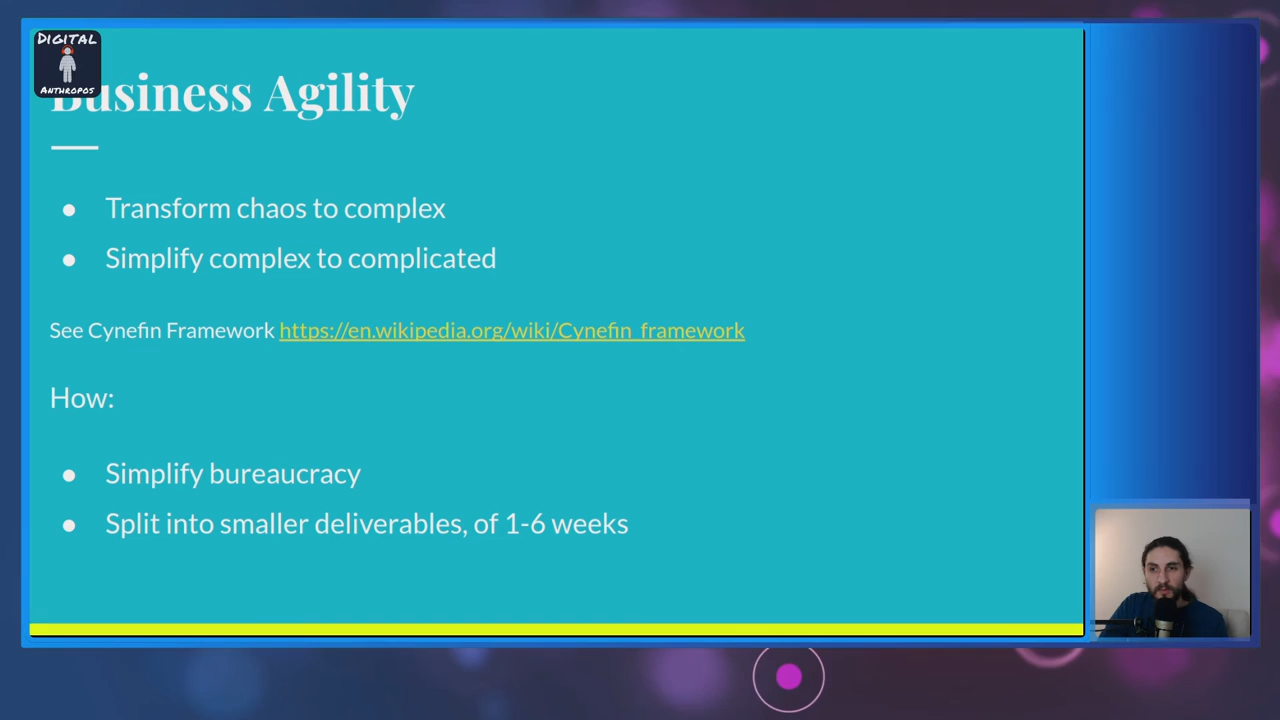 DIGITAL
ANTHROPOS
Business Agility
● Transform chaos to complex
● Simplify complex to complicated
See Cynefin Framework https://en.wikipedia.org/wiki/Cynefin_framework
How:
● Simplify bureaucracy
● Split into smaller deliverables, of 1-6 weeks